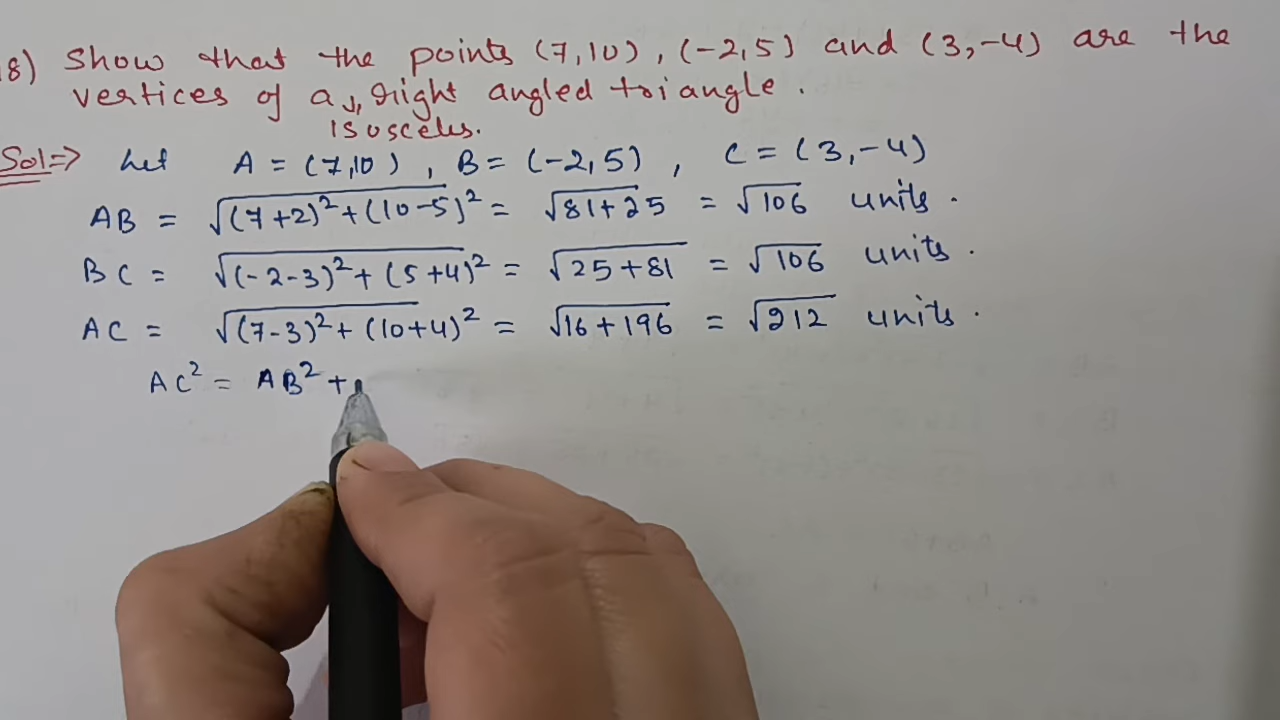 18) Show that the points (7,10), (-2,5) and (3,-4) are the
vertices of a, right angled triangle.
isosceles.
Sol=> Let A = (7,10), B = (-2,5), C = (3,-4)
AB = √(7+2)²+(10-5)² = √81+25 = √106 units.
BC = √(-2-3)²+(5+4)² = √25+81 = √106 units.
AC = √(7-3)²+(10+4)² = √16+196 = √212 units.
AC² = AB² +